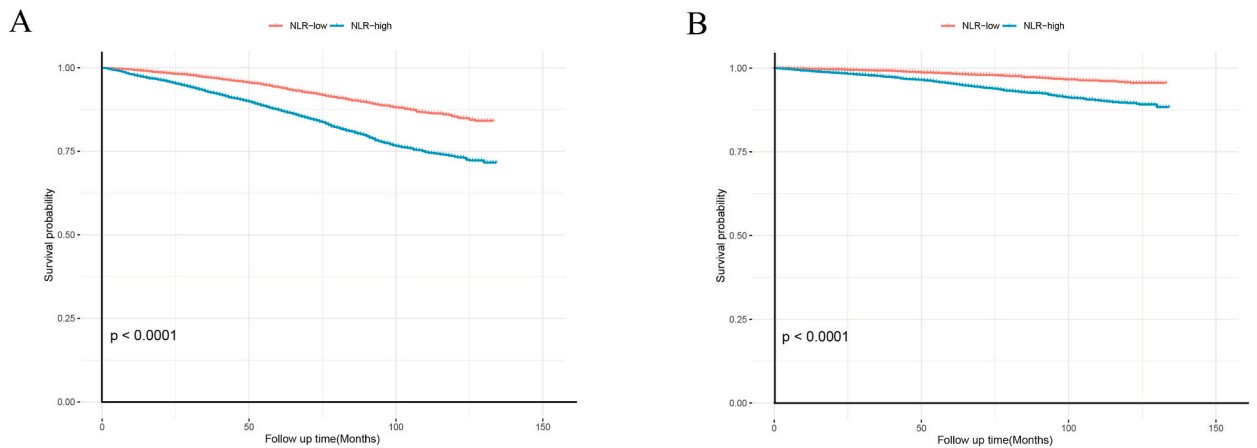 A
NLR−low NLR−high
1.00
0.75
0.50
0.25
0.00
Survival probability
p < 0.0001
0 50 100 150
Follow up time(Months)
B
NLR−low NLR−high
1.00
0.75
0.50
0.25
0.00
Survival probability
p < 0.0001
0 50 100 150
Follow up time(Months)